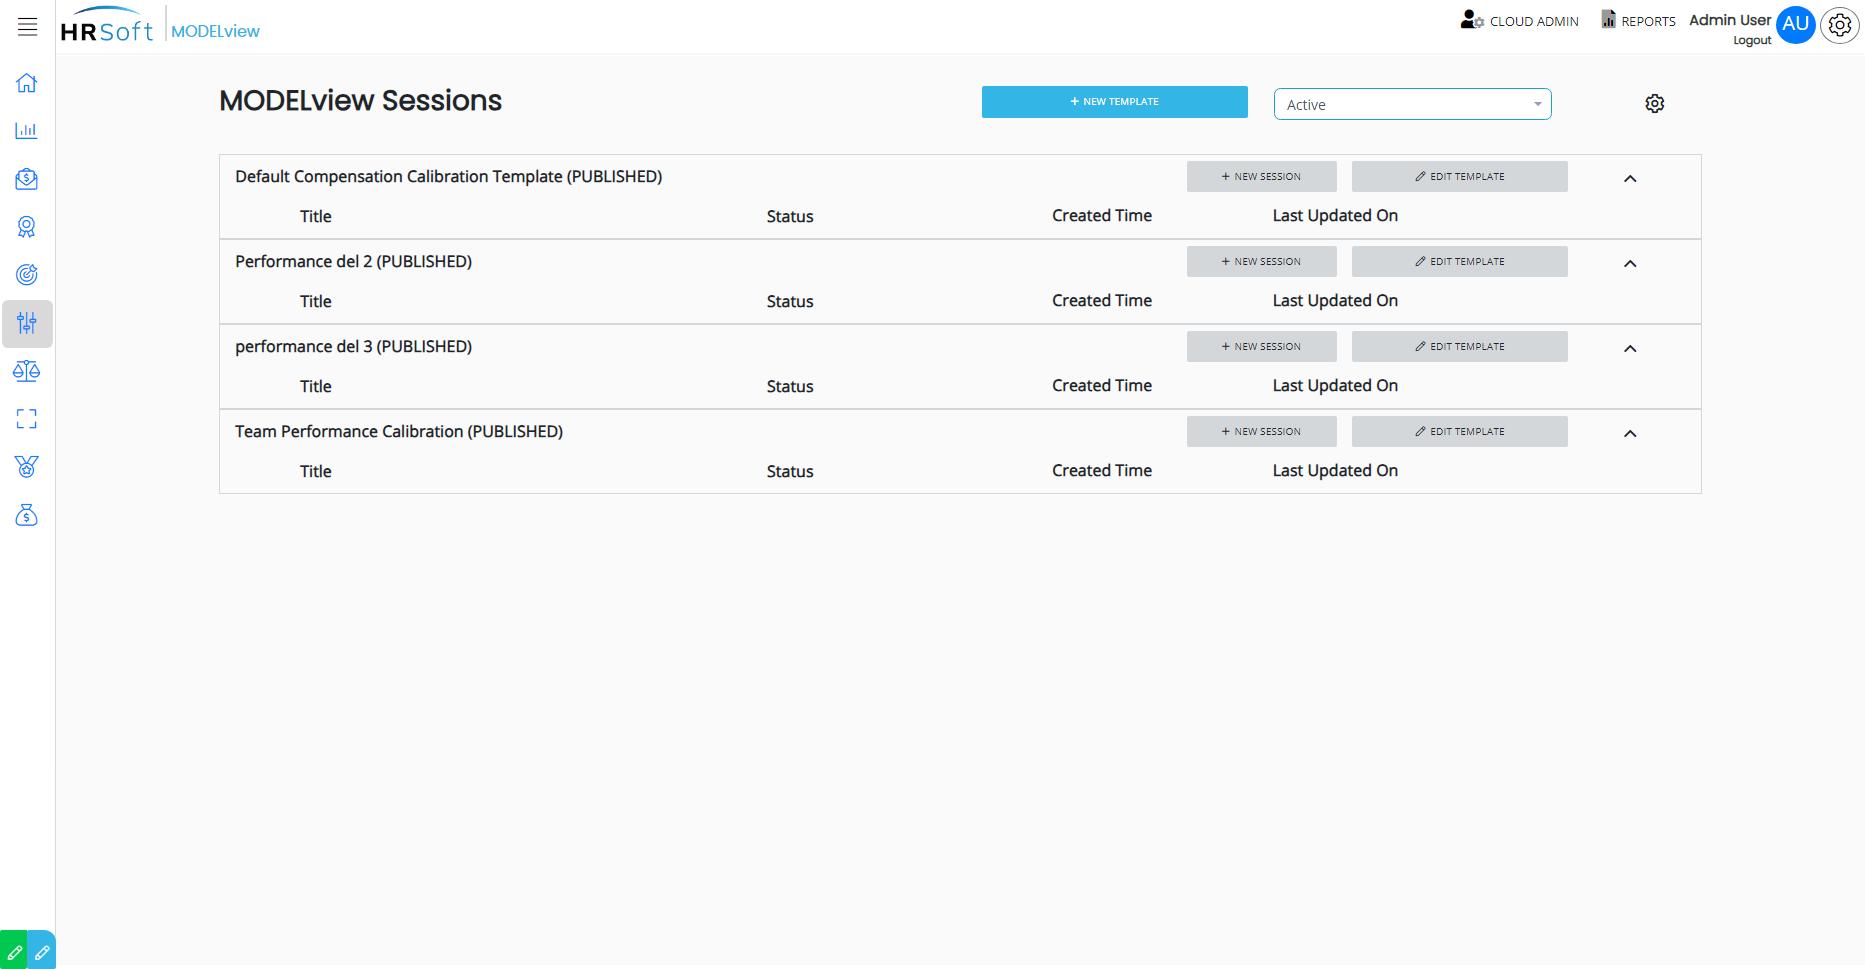 HRSoft MODELview
CLOUD ADMIN REPORTS Admin User AU
Logout
MODELview Sessions + NEW TEMPLATE Active
Default Compensation Calibration Template (PUBLISHED) + NEW SESSION EDIT TEMPLATE
Title Status Created Time Last Updated On
Performance del 2 (PUBLISHED) + NEW SESSION EDIT TEMPLATE
Title Status Created Time Last Updated On
performance del 3 (PUBLISHED) + NEW SESSION EDIT TEMPLATE
Title Status Created Time Last Updated On
Team Performance Calibration (PUBLISHED) + NEW SESSION EDIT TEMPLATE
Title Status Created Time Last Updated On